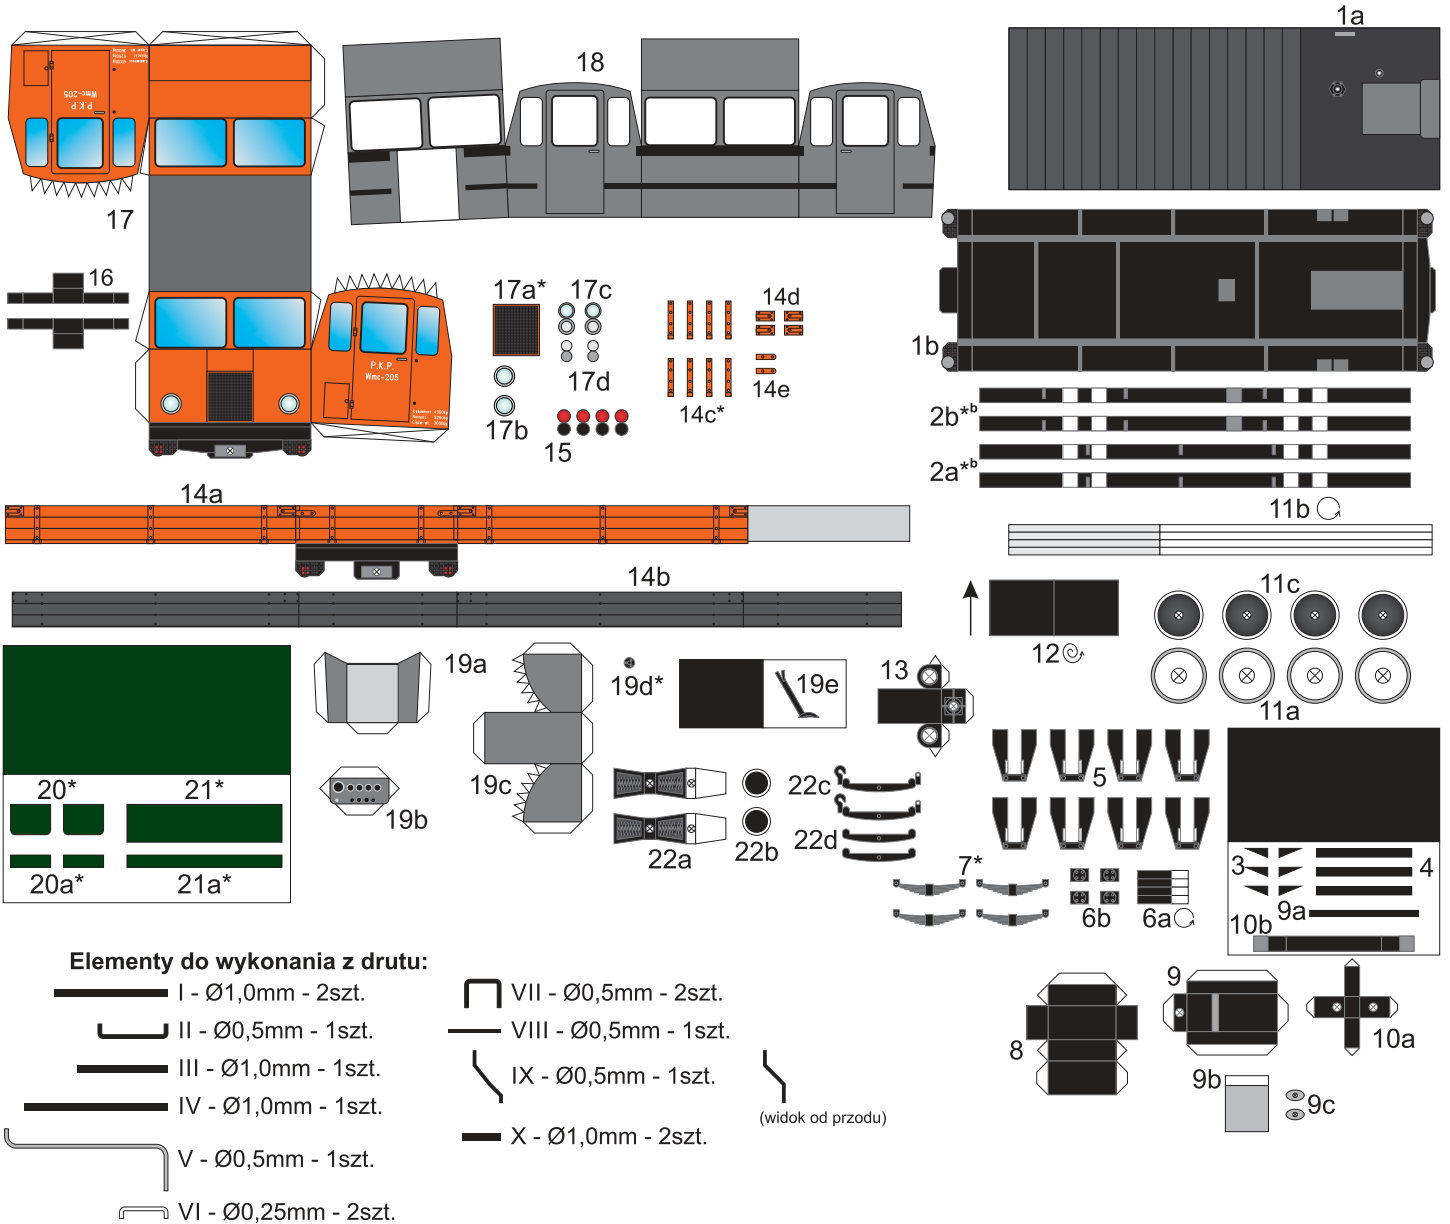 1a
18
P.K.P.
Wmc-205
17
16
17a*
17c
14d
1b
17d
14e
14c*
17b
15
P.K.P.
Wmc-205
2b*ᵇ
2a*ᵇ
14a
11b
14b
11c
12
13
11a
19a
19d*
19e
5
20*
21*
19b
19c
22c
22d
22a
22b
7*
3
4
20a*
21a*
6b
6a
9a
10b
Elementy do wykonania z drutu:
I - Ø1,0mm - 2szt.
II - Ø0,5mm - 1szt.
III - Ø1,0mm - 1szt.
IV - Ø1,0mm - 1szt.
V - Ø0,5mm - 1szt.
VI - Ø0,25mm - 2szt.
VII - Ø0,5mm - 2szt.
VIII - Ø0,5mm - 1szt.
IX - Ø0,5mm - 1szt.
(widok od przodu)
X - Ø1,0mm - 2szt.
8
9
10a
9b
9c